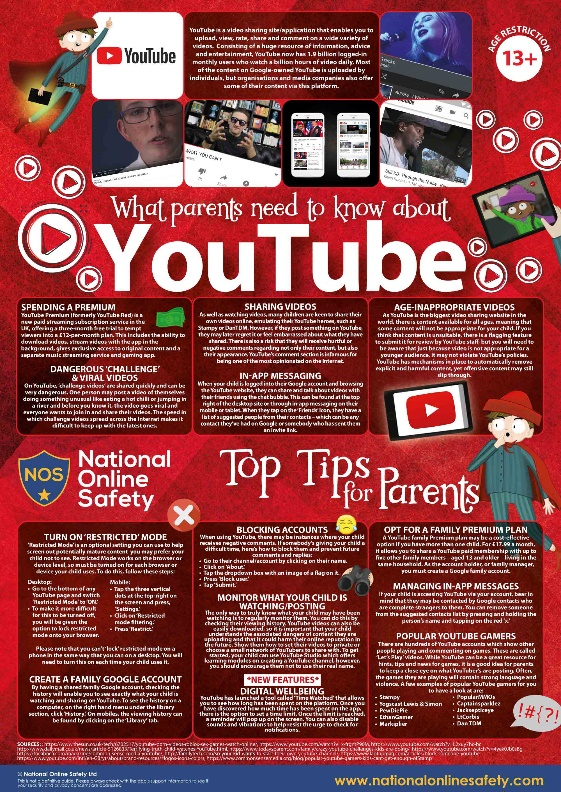 YouTube
YouTube is a video sharing site/application that enables you to
upload, view, rate, share and comment on a wide variety of
videos. Consisting of a huge resource of information, advice
and entertainment, YouTube now has 1.9 billion logged-in
monthly users who watch a billion hours of video daily. Most
of the content on Google-owned YouTube is uploaded by
individuals, but organisations and media companies also offer
some of their content via this platform.
AGE RESTRICTION
13+
What parents need to know about
YouTube
SPENDING A PREMIUM
YouTube Premium (formerly YouTube Red) is a
new paid streaming subscription service in the
UK, offering a three-month free trial to tempt
viewers into a £12-per-month plan. This includes the ability to
download videos, stream videos with the app in the
background, gives exclusive access to original content and a
separate music streaming service and gaming app.
DANGEROUS 'CHALLENGE'
& VIRAL VIDEOS
On YouTube, 'challenge videos' are shared quickly and can be
very dangerous. One person may post a video of themselves
doing something unusual like eating a hot chilli or jumping in
a river and before you know it, the video goes viral and
everyone wants to join in and share their videos. The speed in
which challenge videos spread across the Internet makes it
difficult to keep up with the latest ones.
SHARING VIDEOS
As well as watching videos, many children are keen to share their
own videos online, emulating their YouTube heroes, such as
Stampy or DanTDM. However, if they post something on YouTube,
they may later regret it or feel embarrassed about what they have
shared. There is also a risk that they will receive hurtful or
negative comments regarding not only their content, but also
their appearance. YouTube's comment section is infamous for
being one of the most opinionated on the Internet.
IN-APP MESSAGING
When your child is logged into their Google account and browsing
the YouTube website, they can share and talk about videos with
their friends using the chat bubble. This can be found at the top
right of the desktop site or through in-app messaging on their
mobile or tablet. When they tap on the 'Friends' icon, they have a
list of suggested people from their contacts – which can be any
contact they've had on Google or somebody who has sent them
an invite link.
AGE-INAPPROPRIATE VIDEOS
As YouTube is the biggest video sharing website in the
world, there is content available for all ages, meaning that
some content will not be appropriate for your child. If you
think that content is unsuitable, there is a flagging feature
to submit it for review by YouTube staff, but you will need to
be aware that just because video is not appropriate for a
younger audience, it may not violate YouTube's policies.
YouTube has mechanisms in place to automatically remove
explicit and harmful content, yet offensive content may still
slip through.
NOS
National
Online
Safety
Top Tips
for Parents
TURN ON 'RESTRICTED' MODE
'Restricted Mode' is an optional setting you can use to help
screen out potentially mature content you may prefer your
child not to see. Restricted Mode works on the browser or
device level, so must be turned on for each browser or
device your child uses. To do this, follow these steps:
Desktop:
• Go to the bottom of any
YouTube page and switch
'Restricted Mode' to 'ON.'
• To make it more difficult
for this to be turned off,
you will be given the
option to lock restricted
mode onto your browser.
Mobile:
• Tap the three vertical
dots at the top right on
the screen and press
'Settings'.
• Click on 'Restricted
mode filtering.'
• Press 'Restrict.'
Please note that you can't 'lock' restricted mode on a
phone in the same way that you can on a desktop. You will
need to turn this on each time your child uses it.
CREATE A FAMILY GOOGLE ACCOUNT
By having a shared family Google account, checking the
history will enable you to see exactly what your child is
watching and sharing on YouTube. To see the history on a
computer, on the right hand menu under the library
section, click 'History'. On mobiles, the viewing history can
be found by clicking on the 'Library' tab.
BLOCKING ACCOUNTS
When using YouTube, there may be instances where your child
receives negative comments. If somebody's giving your child a
difficult time, here's how to block them and prevent future
comments and replies:
• Go to their channel/account by clicking on their name.
• Click on 'About.'
• Tap the dropdown box with an image of a flag on it.
• Press 'Block user.'
• Tap 'Submit.'
MONITOR WHAT YOUR CHILD IS
WATCHING/POSTING
The only way to truly know what your child may have been
watching is to regularly monitor them. You can do this by
checking their viewing history. YouTube videos can also be
easily downloaded, so it is important that your child
understands the associated dangers of content they are
uploading and that it could harm their online reputation in
the future. Show them how to set their videos to private or
choose a small network of YouTubers to share with. To get
started, your child can use YouTube Studio to find great
learning modules on creating a YouTube channel, however,
you should encourage them not to use their real name.
*NEW FEATURES*
DIGITAL WELLBEING
YouTube has launched a tool called 'Time Watched' that allows
you to see how long has been spent on the platform. Once you
have discovered how much time has been spent on the app,
there is the option to set a time limit. Once the limit is reached,
a reminder will pop up on the screen. You can also disable
sounds and vibrations to help resist the urge to check for
notifications.
OPT FOR A FAMILY PREMIUM PLAN
A YouTube Family Premium plan may be a cost-effective
option if you have more than one child. For £17.99 a month,
it allows you to share a YouTube paid membership with up to
five other family members - aged 13 and older - living in the
same household. As the account holder, or family manager,
you must create a Google family account.
MANAGING IN-APP MESSAGES
If your child is accessing YouTube via your account, bear in
mind that they may be contacted by Google contacts who
are complete strangers to them. You can remove someone
from the suggested contacts list by pressing and holding the
person's name and tapping on the red 'x.'
POPULAR YOUTUBE GAMERS
There are hundreds of YouTube accounts which show other
people playing and commenting on games. These are called
'Let's Play' videos. While YouTube can be a great resource for
hints, tips and news for games, it is a good idea for parents
to keep a close eye on what YouTubers are posting. Often,
the games they are playing will contain strong language and
violence. A few examples of popular YouTube gamers for you
to have a look at are:
• Stampy
• Yogscast Lewis & Simon
• PewDiePie
• EthanGamer
• Markiplier
• PopularMMOs
• Captainsparklez
• Jacksepticeye
• LtCorbis
• Dan TDM
!#{?!
SOURCES:
© National Online Safety Ltd
www.nationalonlinesafety.com